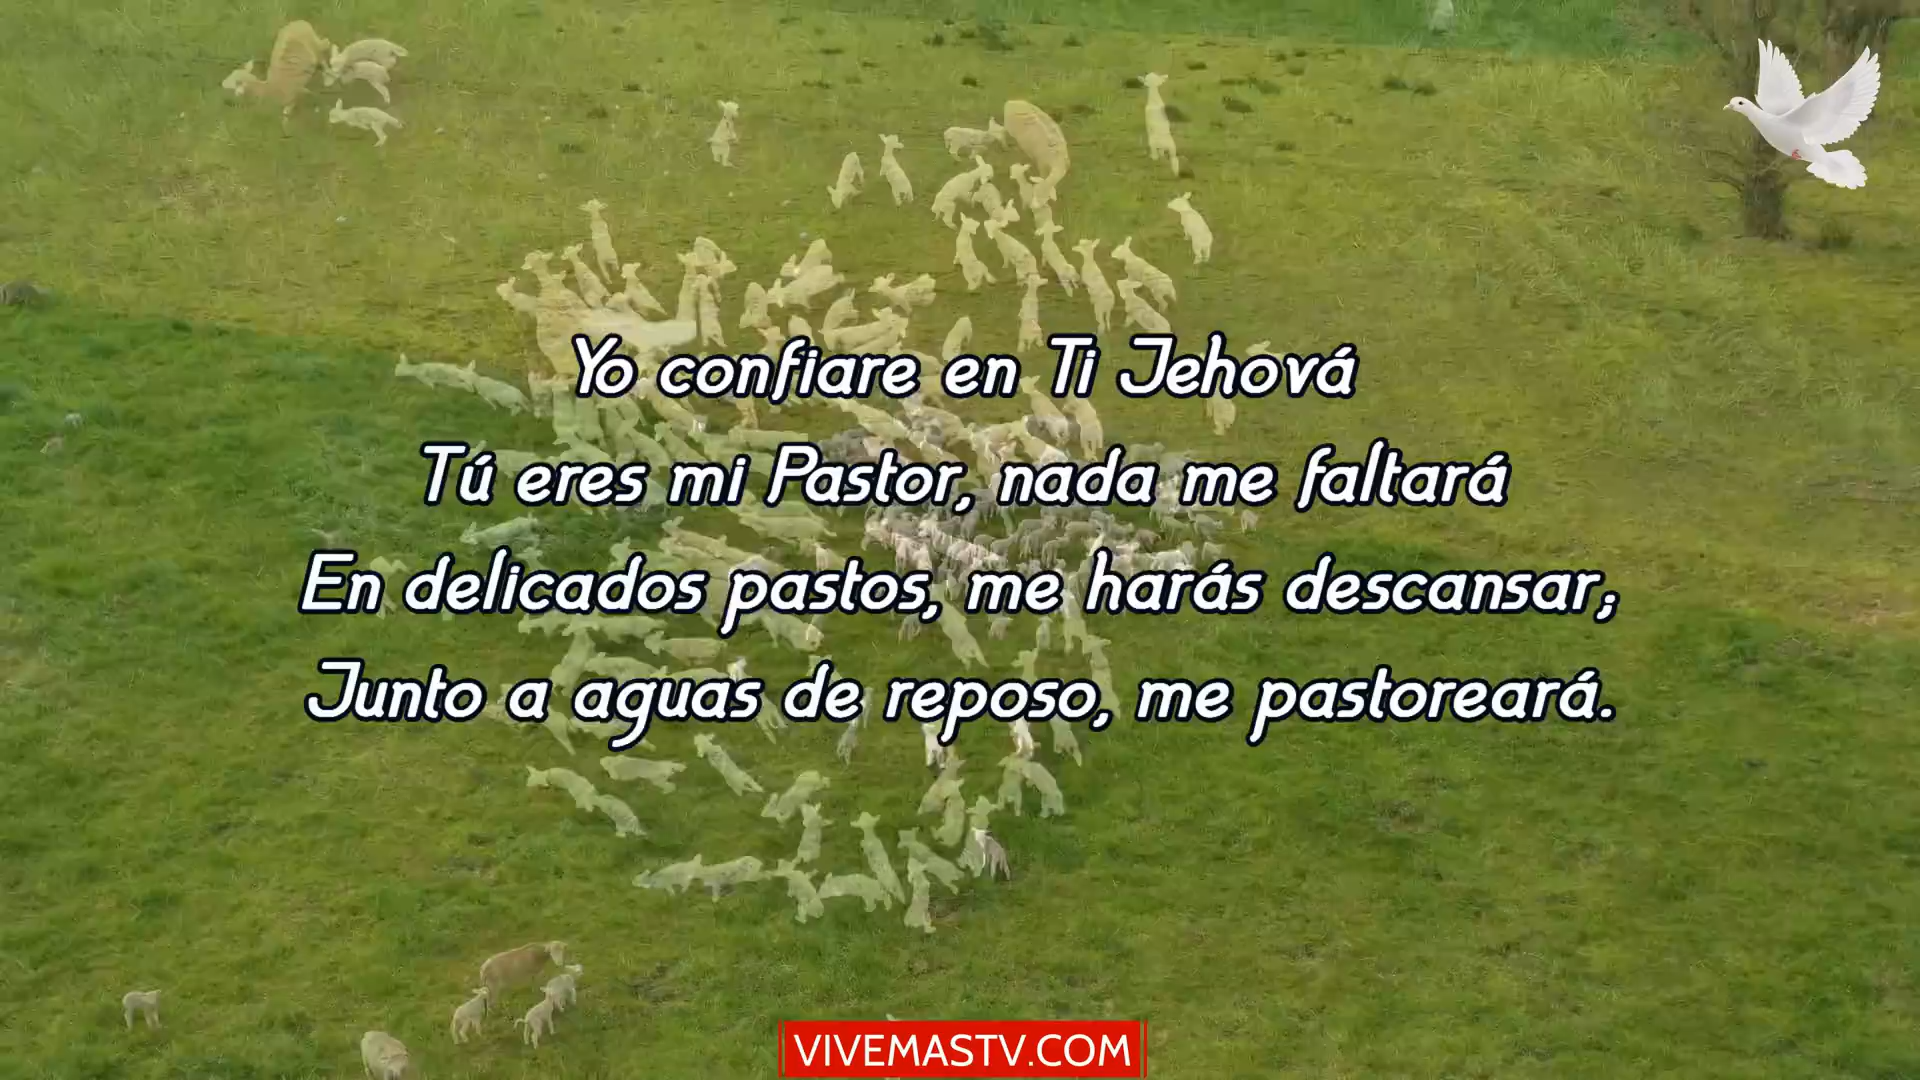 Yo confiare en Ti Jehová
Tú eres mi Pastor, nada me faltará
En delicados pastos, me harás descansar;
Junto a aguas de reposo, me pastoreará.
VIVEMASTV.COM